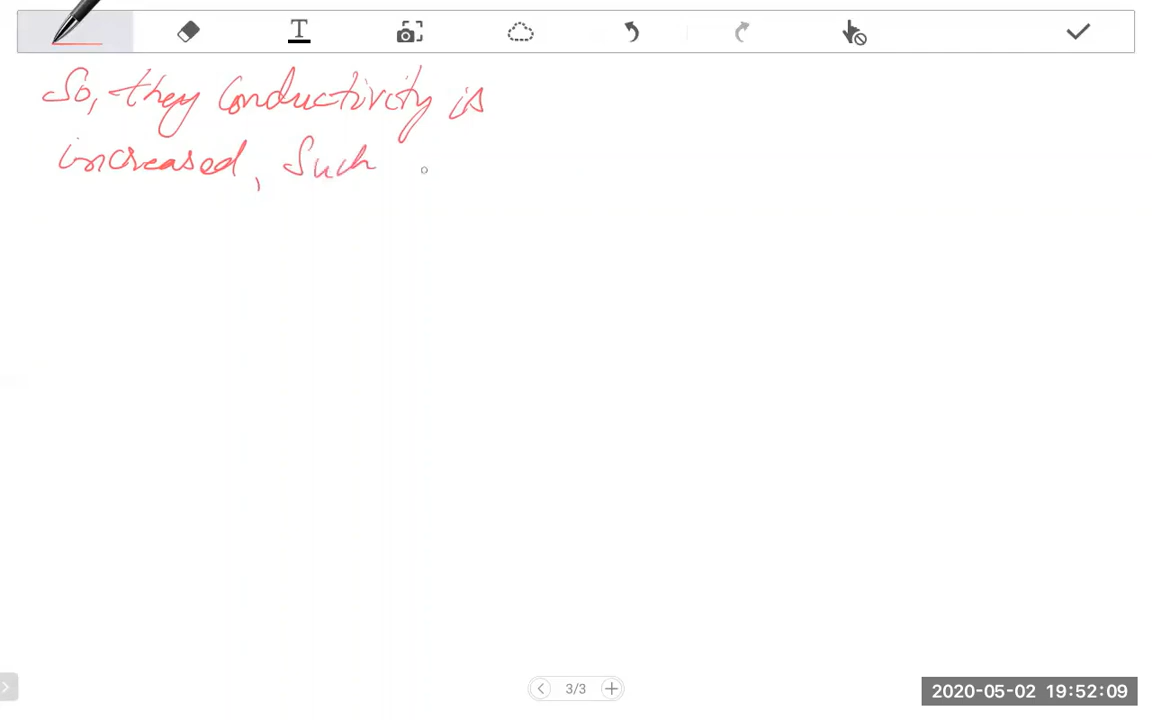 T
So, they Conductivity is
increased, Such
3/3
2020-05-02 19:52:09